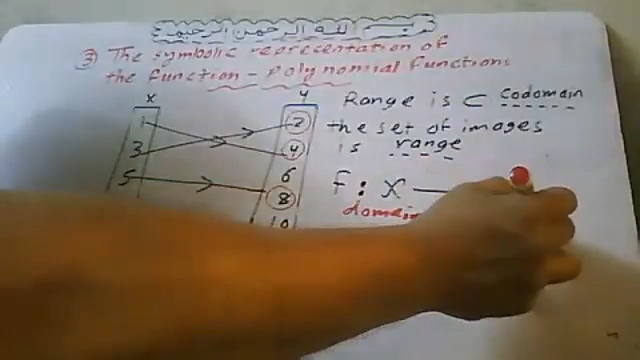 بسم الله الرحمن الرحيم
③ The symbolic representation of
the function - Polynomial Functions
X
Y
Range is ⊂ codomain
1
2
the set of images
3
4
is range
6
5
8
F : X
domain
10